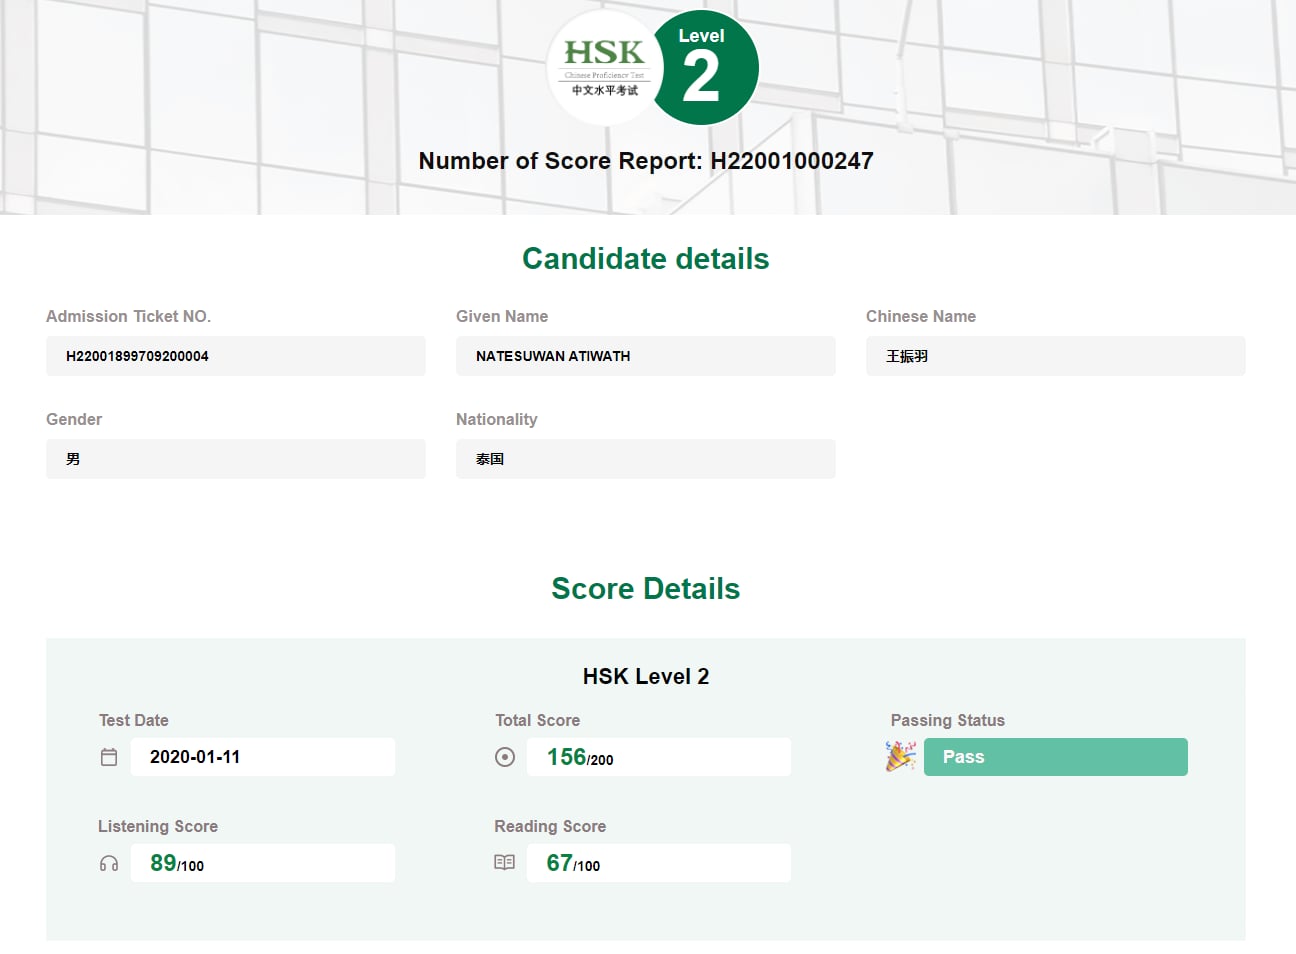 HSK
Chinese Proficiency Test
中文水平考试
Level
2
Number of Score Report: H22001000247
Candidate details
Admission Ticket NO.
Given Name
Chinese Name
H22001899709200004
NATESUWAN ATIWATH
王振羽
Gender
Nationality
男
泰国
Score Details
HSK Level 2
Test Date
Total Score
Passing Status
2020-01-11
156/200
Pass
Listening Score
Reading Score
89/100
67/100